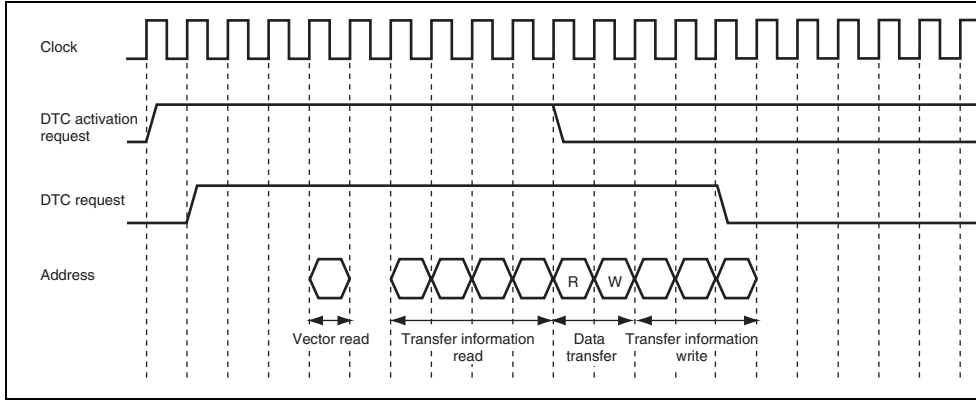 Clock
DTC activation
request
DTC request
Address
R W
Vector read
Transfer information
read
Data
transfer
Transfer information
write